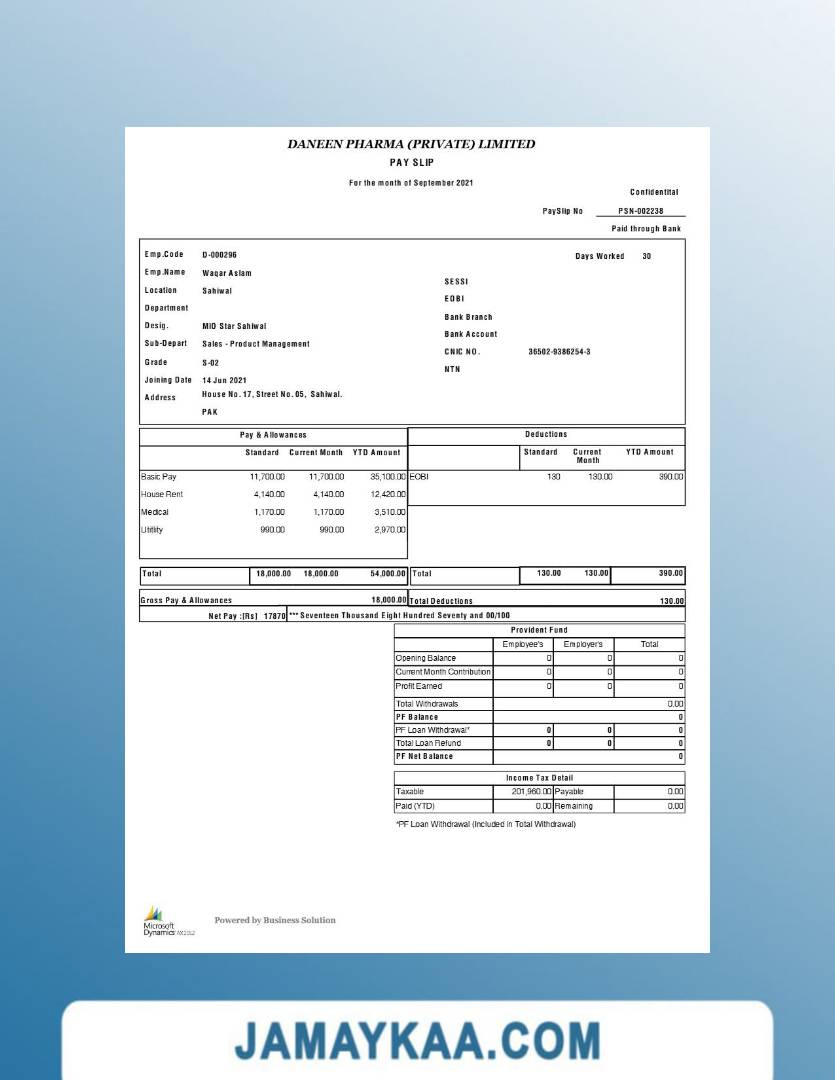 DANEEN PHARMA (PRIVATE) LIMITED
PAY SLIP
For the month of September 2021
Confidentital
PaySlip No PSN-002238
Paid through Bank
Emp.Code D-000296
Days Worked 30
Emp.Name Waqar Aslam
SESSI
Location Sahiwal
EOBI
Department
Bank Branch
Desig. MIO Star Sahiwal
Bank Account
Sub-Depart Sales - Product Management
CNIC NO. 36502-9386254-3
Grade S-02
NTN
Joining Date 14 Jun 2021
Address House No. 17, Street No. 05, Sahiwal.
PAK
Pay & Allowances Deductions
Standard Current Month YTD Amount Standard Current Month YTD Amount
Basic Pay 11,700.00 11,700.00 35,100.00 EOBI 130 130.00 390.00
House Rent 4,140.00 4,140.00 12,420.00
Medical 1,170.00 1,170.00 3,510.00
Utitlity 990.00 990.00 2,970.00
Total 18,000.00 18,000.00 54,000.00 Total 130.00 130.00 390.00
Gross Pay & Allowances 18,000.00 Total Deductions 130.00
Net Pay :[Rs] 17870 *** Seventeen Thousand Eight Hundred Seventy and 00/100
Provident Fund
Employee's Employer's Total
Opening Balance 0 0 0
Current Month Contribution 0 0 0
Profit Earned 0 0 0
Total Withdrawals 0.00
PF Balance 0
PF Loan Withdrawal* 0 0 0
Total Loan Refund 0 0 0
PF Net Balance 0
Income Tax Detail
Taxable 201,960.00 Payable 0.00
Paid (YTD) 0.00 Remaining 0.00
*PF Loan Withdrawal (Included in Total Withdrawal)
Microsoft
Dynamics
Powered by Business Solution
JAMAYKAA.COM